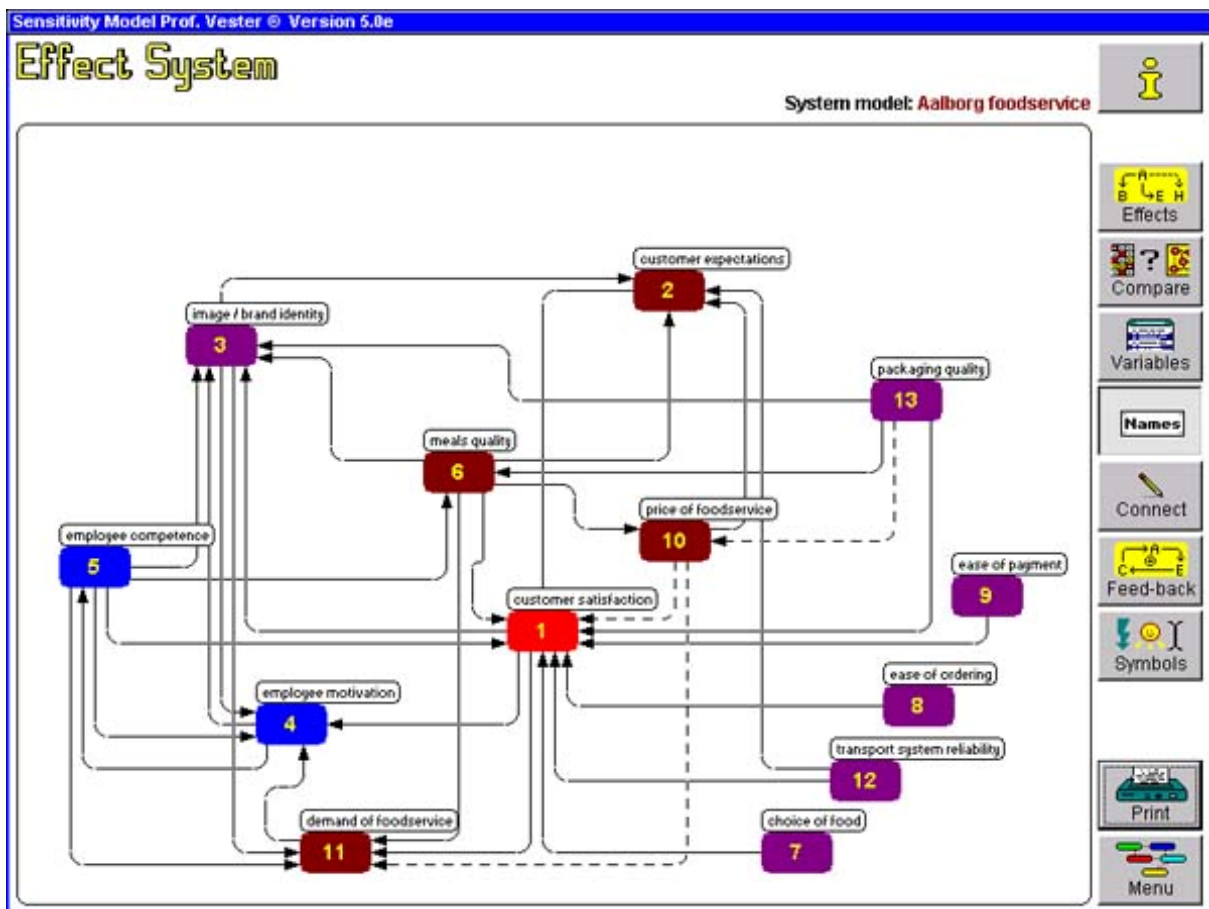 Sensitivity Model Prof. Vester ® Version 5.0e
Effect System
System model: Aalborg foodservice
customer expectations
2
image / brand identity
3
packaging quality
13
meals quality
6
price of foodservice
10
employee competence
5
ease of payment
9
customer satisfaction
1
ease of ordering
8
employee motivation
4
transport system reliability
12
demand of foodservice
11
choice of food
7
i
A
B E H
Effects
?
Compare
Variables
Names
Connect
A
C E
Feed-back
Symbols
Print
Menu